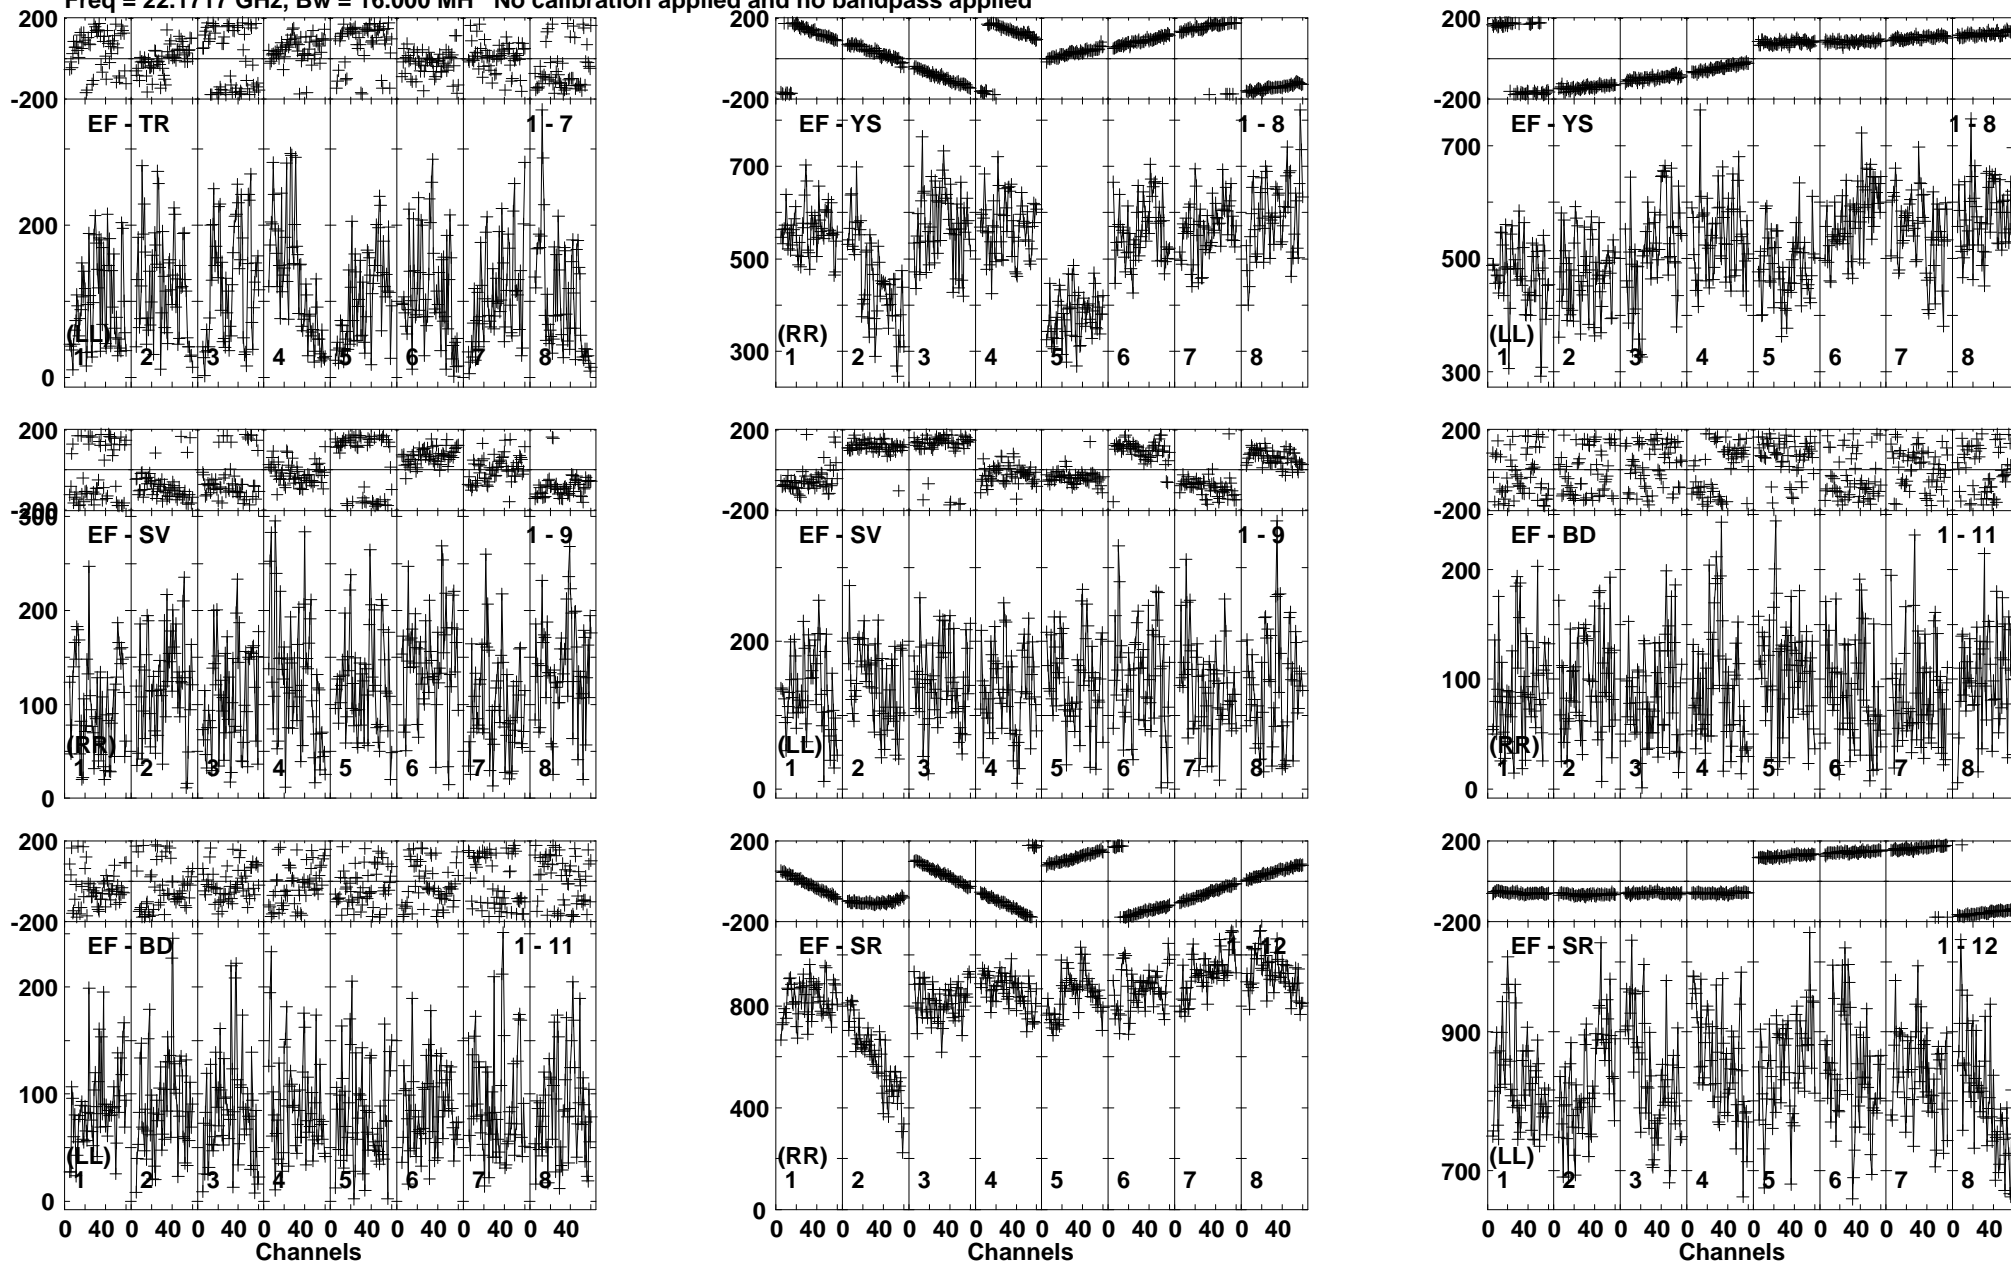 Freq = 22.1717 GHz, Bw = 16.000 MH No calibration applied and no bandpass applied
200 200 200
-200 -200 -200
EF - TR 1 - 7 EF - YS 1 - 8 EF - YS 1 - 8
700 700
200
500 500
(LL) (RR) (LL)
1 2 3 4 5 6 7 8 300 1 2 3 4 5 6 7 8 1 2 3 4 5 6 7 8
0 300
200 200 200
-200 -200 -200
300
EF - SV 1 - 9 EF - SV 1 - 9 EF - BD 1 - 11
200 200 200
100 100
(RR) (LL) (RR)
1 2 3 4 5 6 7 8 1 2 3 4 5 6 7 8 1 2 3 4 5 6 7 8
0 0 0
200 200 200
-200 -200 -200
EF - BD 1 - 11 EF - SR 1 - 12 EF - SR 1 - 12
200 800 900
100 400
(LL) (RR) (LL)
1 2 3 4 5 6 7 8 1 2 3 4 5 6 7 8 700 1 2 3 4 5 6 7 8
0 0
0 40 0 40 0 40 0 40 0 40 0 40 0 40 0 40 0 40 0 40 0 40 0 40 0 40 0 40 0 40 0 40 0 40 0 40 0 40 0 40 0 40 0 40 0 40 0 40
Channels Channels Channels